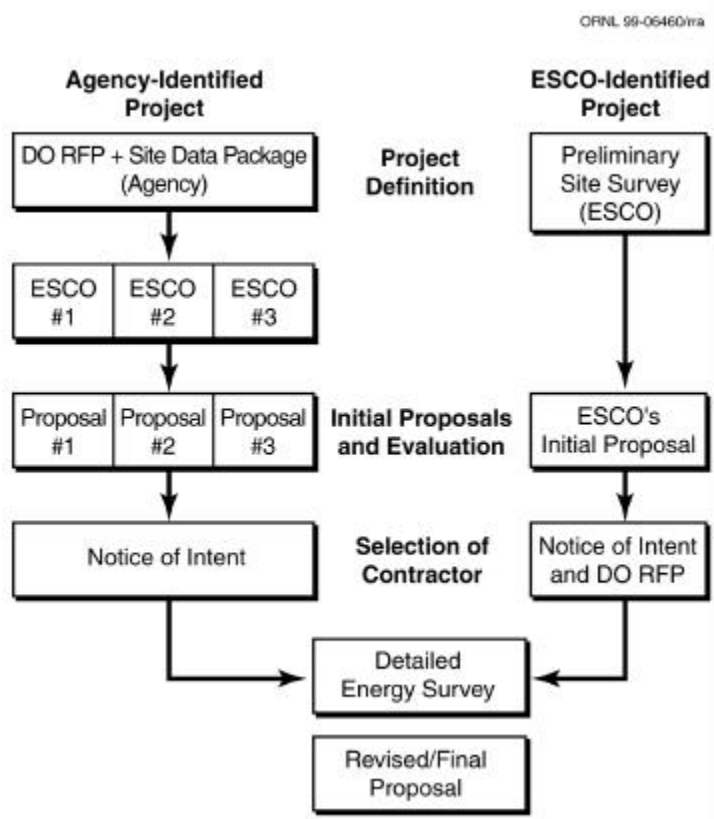 ORNL 99-06460/rra
Agency-Identified
Project
ESCO-Identified
Project
DO RFP + Site Data Package
(Agency)
Project
Definition
Preliminary
Site Survey
(ESCO)
ESCO
#1
ESCO
#2
ESCO
#3
Proposal
#1
Proposal
#2
Proposal
#3
Initial Proposals
and Evaluation
ESCO's
Initial Proposal
Notice of Intent
Selection of
Contractor
Notice of Intent
and DO RFP
Detailed
Energy Survey
Revised/Final
Proposal